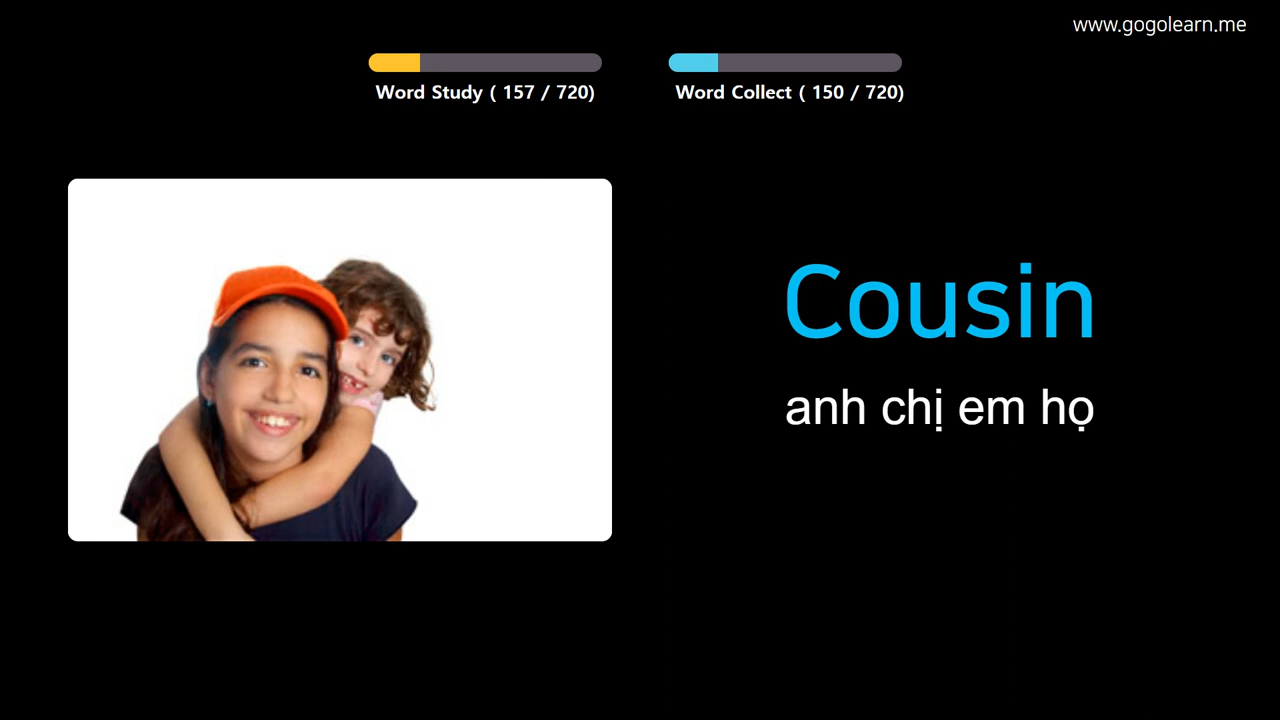 www.gogolearn.me
Word Study ( 157 / 720)
Word Collect ( 150 / 720)
Cousin
anh chị em họ